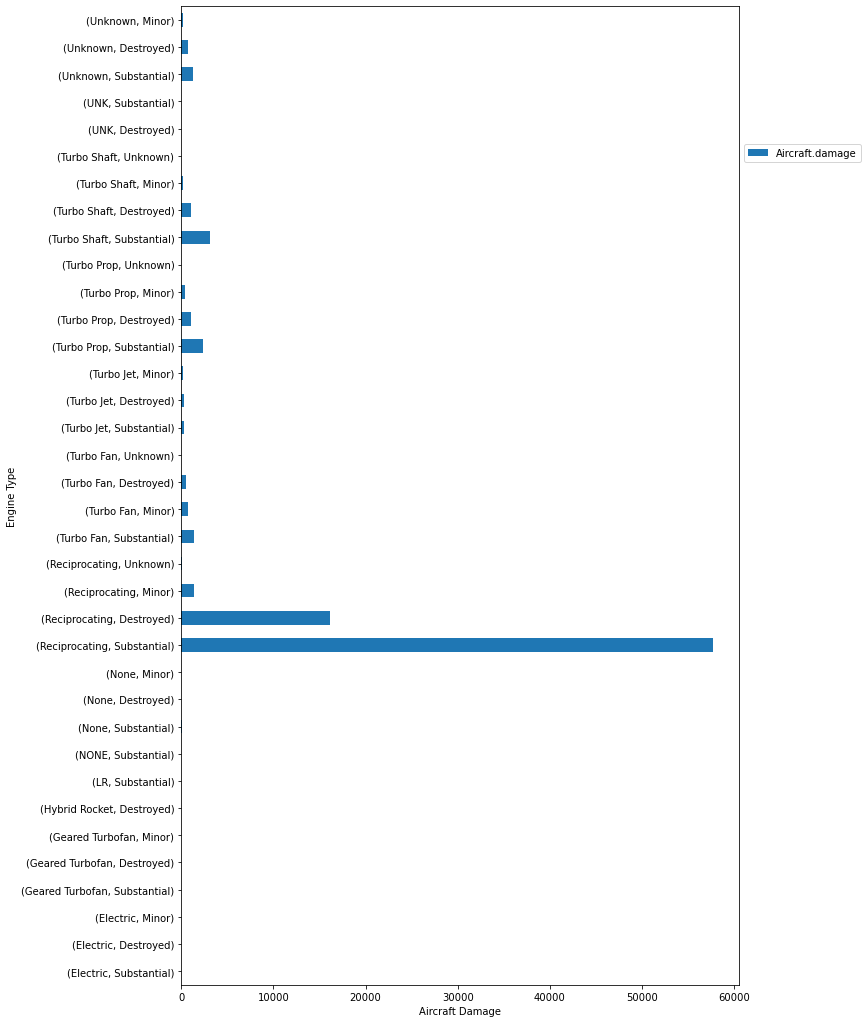 (Unknown, Minor)
(Unknown, Destroyed)
(Unknown, Substantial)
(UNK, Substantial)
(UNK, Destroyed)
(Turbo Shaft, Unknown)
(Turbo Shaft, Minor)
(Turbo Shaft, Destroyed)
(Turbo Shaft, Substantial)
(Turbo Prop, Unknown)
(Turbo Prop, Minor)
(Turbo Prop, Destroyed)
(Turbo Prop, Substantial)
(Turbo Jet, Minor)
(Turbo Jet, Destroyed)
(Turbo Jet, Substantial)
(Turbo Fan, Unknown)
(Turbo Fan, Destroyed)
(Turbo Fan, Minor)
(Turbo Fan, Substantial)
(Reciprocating, Unknown)
(Reciprocating, Minor)
(Reciprocating, Destroyed)
(Reciprocating, Substantial)
(None, Minor)
(None, Destroyed)
(None, Substantial)
(NONE, Substantial)
(LR, Substantial)
(Hybrid Rocket, Destroyed)
(Geared Turbofan, Minor)
(Geared Turbofan, Destroyed)
(Geared Turbofan, Substantial)
(Electric, Minor)
(Electric, Destroyed)
(Electric, Substantial)
Engine Type
0 10000 20000 30000 40000 50000 60000
Aircraft Damage
Aircraft.damage